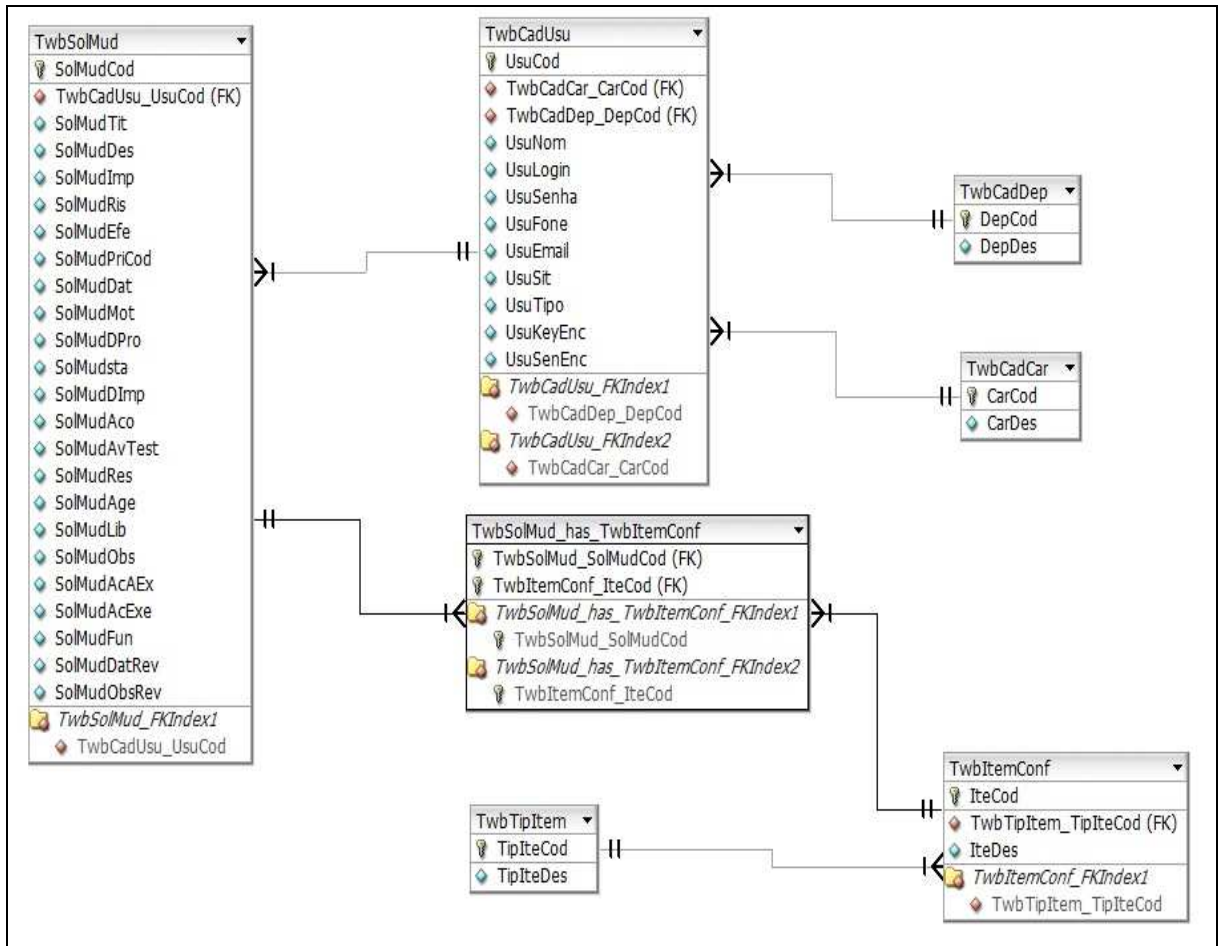 TwbSolMud
SolMudCod
TwbCadUsu_UsuCod (FK)
SolMudTit
SolMudDes
SolMudImp
SolMudRis
SolMudEfe
SolMudPriCod
SolMudDat
SolMudMot
SolMudDPro
SolMudsta
SolMudDImp
SolMudAco
SolMudAvTest
SolMudRes
SolMudAge
SolMudLib
SolMudObs
SolMudAcAEx
SolMudAcExe
SolMudFun
SolMudDatRev
SolMudObsRev
TwbSolMud_FKIndex1
TwbCadUsu_UsuCod
TwbCadUsu
UsuCod
TwbCadCar_CarCod (FK)
TwbCadDep_DepCod (FK)
UsuNom
UsuLogin
UsuSenha
UsuFone
UsuEmail
UsuSit
UsuTipo
UsuKeyEnc
UsuSenEnc
TwbCadUsu_FKIndex1
TwbCadDep_DepCod
TwbCadUsu_FKIndex2
TwbCadCar_CarCod
TwbCadDep
DepCod
DepDes
TwbCadCar
CarCod
CarDes
TwbSolMud_has_TwbItemConf
TwbSolMud_SolMudCod (FK)
TwbItemConf_IteCod (FK)
TwbSolMud_has_TwbItemConf_FKIndex1
TwbSolMud_SolMudCod
TwbSolMud_has_TwbItemConf_FKIndex2
TwbItemConf_IteCod
TwbTipItem
TipIteCod
TipIteDes
TwbItemConf
IteCod
TwbTipItem_TipIteCod (FK)
IteDes
TwbItemConf_FKIndex1
TwbTipItem_TipIteCod